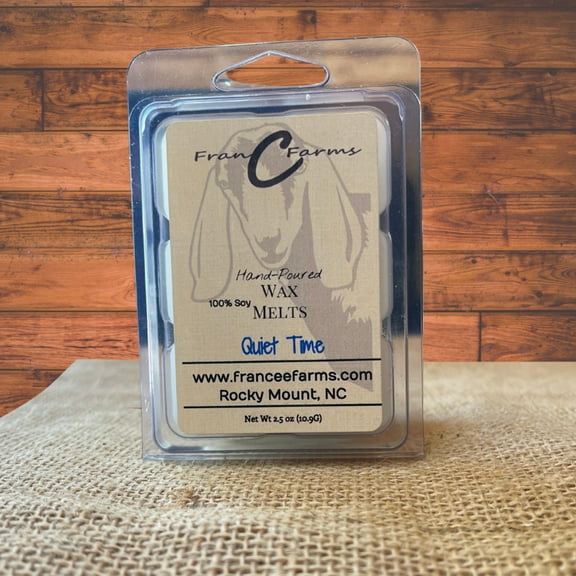 Fran C Farms
Hand-Poured
Wax
100% Soy
Melts
Quiet Time
www.franceefarms.com
Rocky Mount, NC
Net Wt 2.5 oz (10.9G)